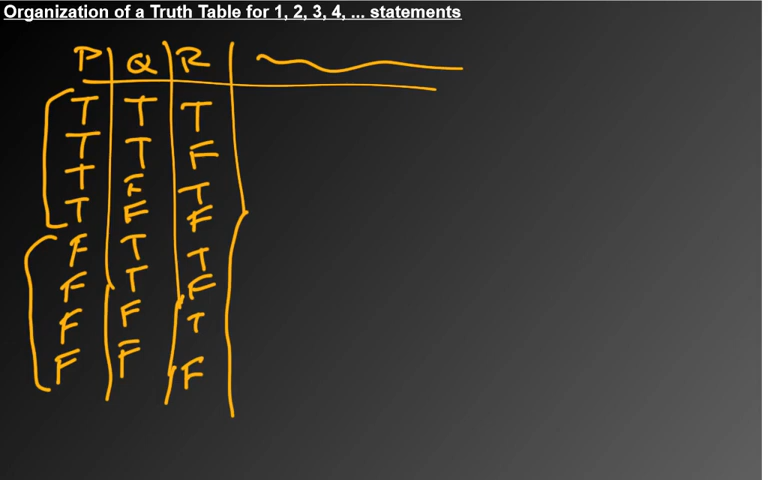 Organization of a Truth Table for 1, 2, 3, 4, ... statements
P Q R
T T T
T T F
T F T
T F F
F T T
F T F
F F T
F F F